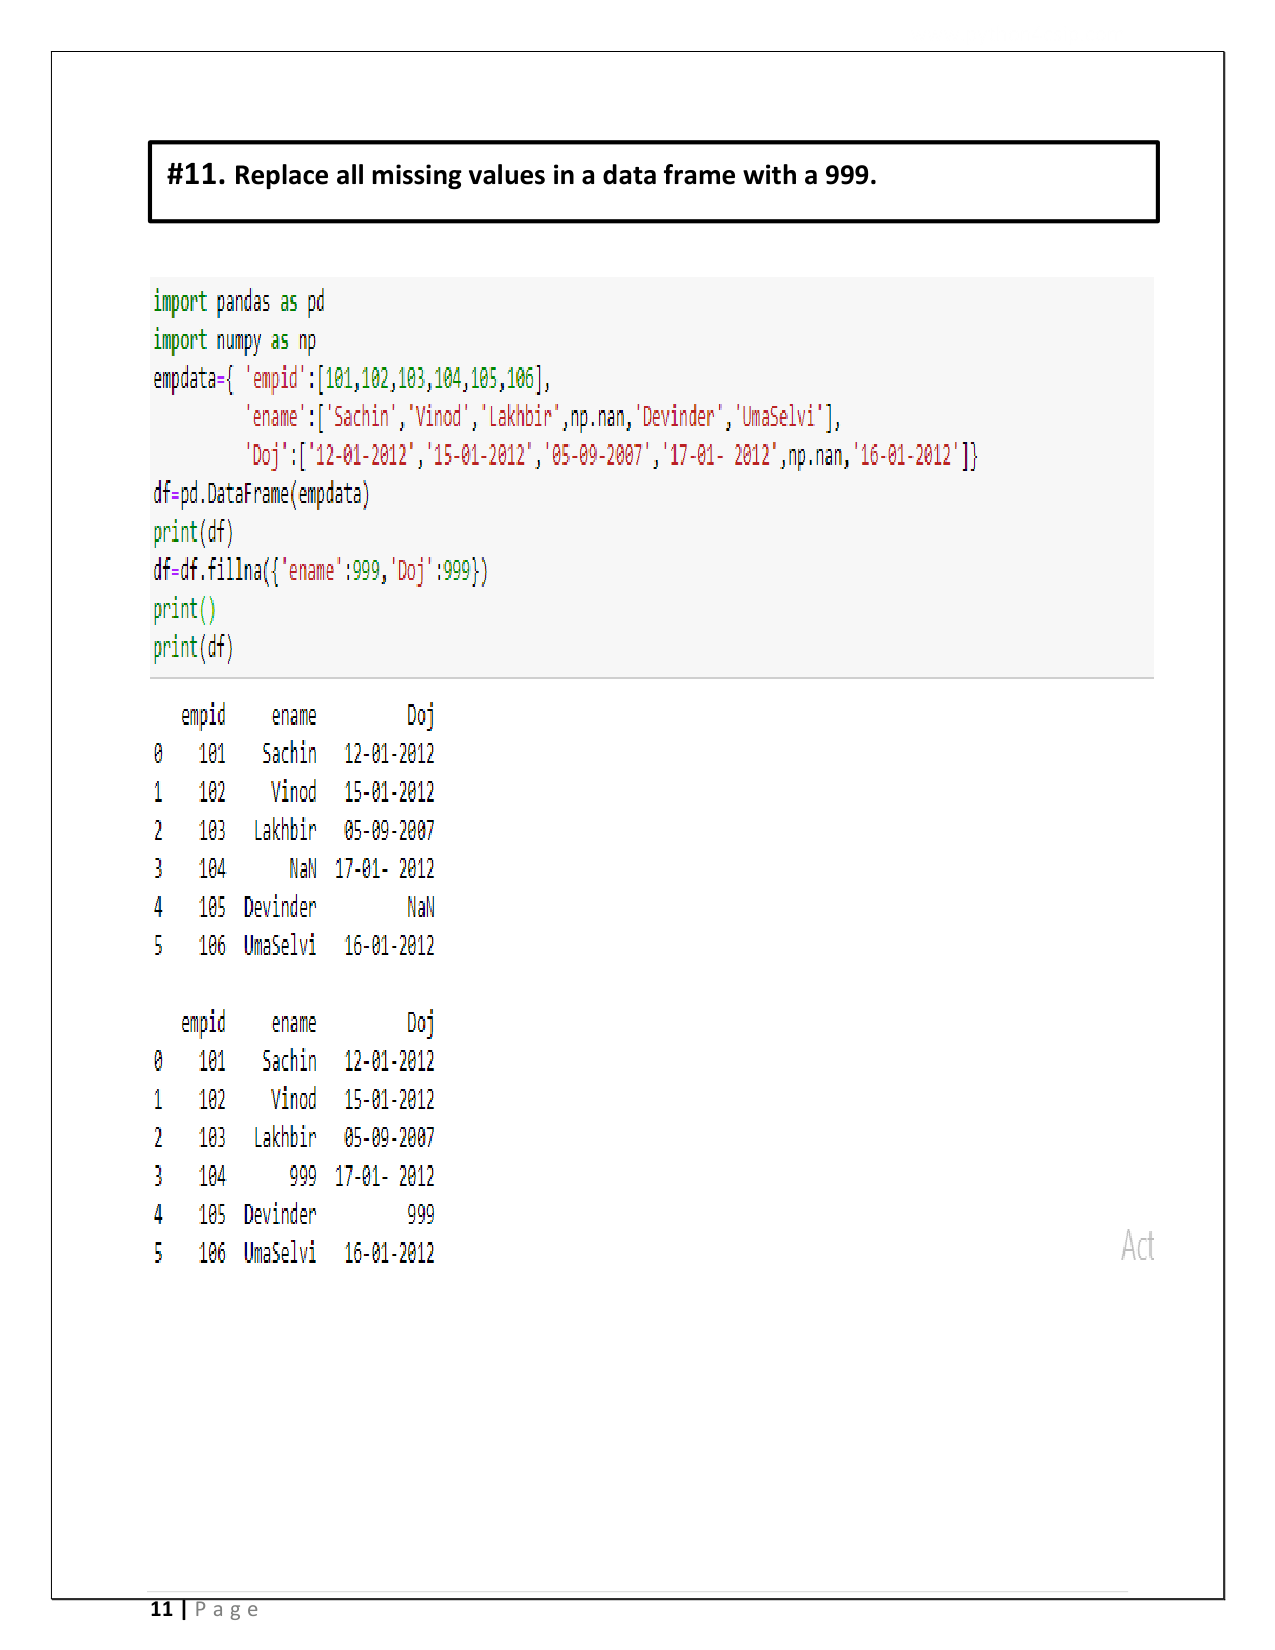 #11. Replace all missing values in a data frame with a 999.
import pandas as pd
import numpy as np
empdata={ 'empid':[101,102,103,104,105,106],
          'ename':['Sachin','Vinod','Lakhbir',np.nan,'Devinder','UmaSelvi'],
          'Doj':['12-01-2012','15-01-2012','05-09-2007','17-01- 2012',np.nan,'16-01-2012']}
df=pd.DataFrame(empdata)
print(df)
df=df.fillna({'ename':999,'Doj':999})
print()
print(df)
   empid     ename          Doj
0    101    Sachin   12-01-2012
1    102     Vinod   15-01-2012
2    103   Lakhbir   05-09-2007
3    104       NaN  17-01- 2012
4    105  Devinder          NaN
5    106  UmaSelvi   16-01-2012
   empid     ename          Doj
0    101    Sachin   12-01-2012
1    102     Vinod   15-01-2012
2    103   Lakhbir   05-09-2007
3    104       999  17-01- 2012
4    105  Devinder          999
5    106  UmaSelvi   16-01-2012
Act
11 | Page